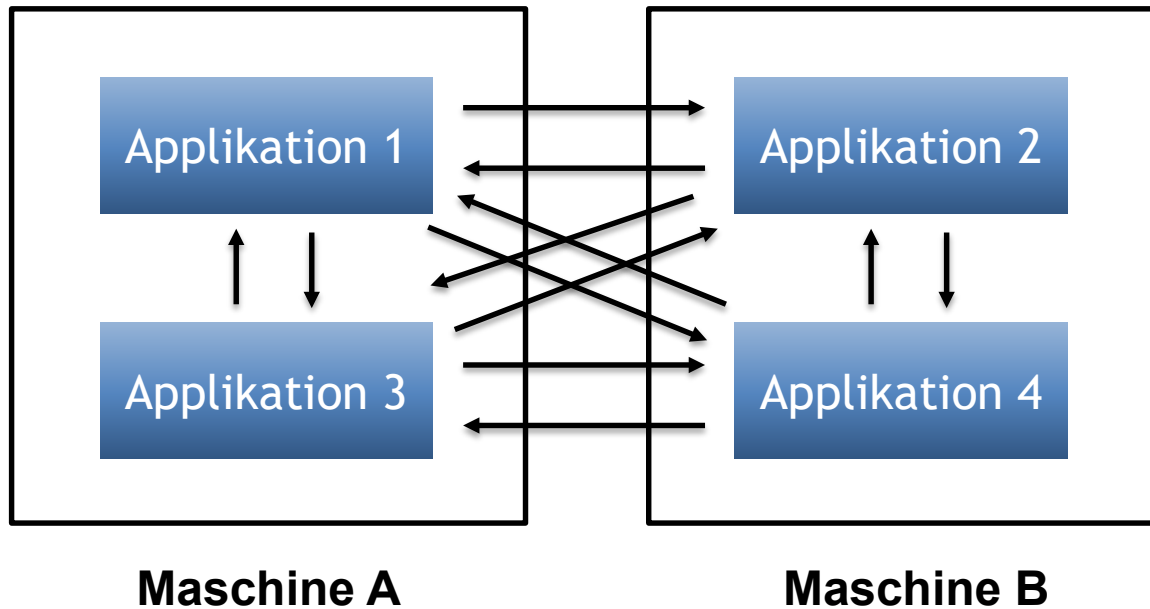 Applikation 1
Applikation 2
Applikation 3
Applikation 4
Maschine A
Maschine B